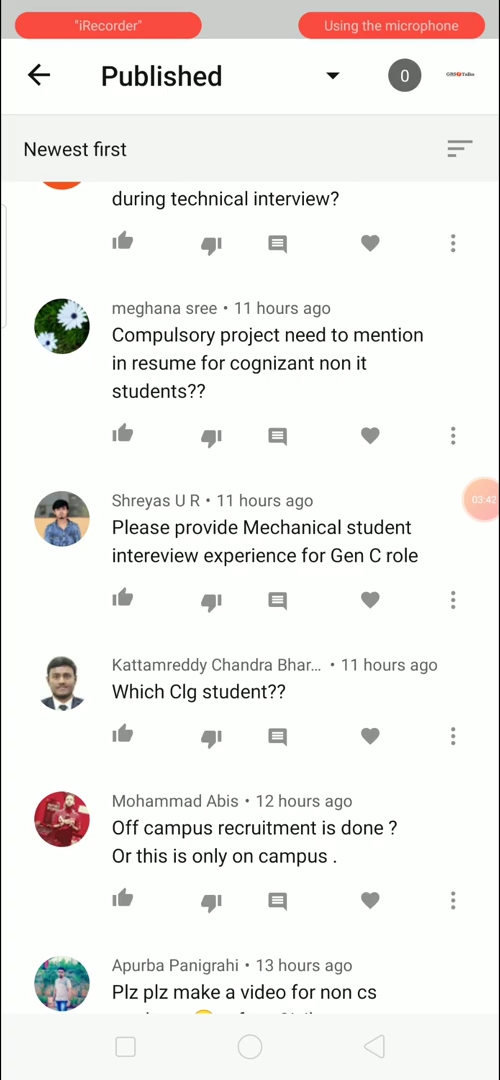 "iRecorder"
Using the microphone
Published
0
Newest first
during technical interview?
meghana sree • 11 hours ago
Compulsory project need to mention
in resume for cognizant non it
students??
03:42
Shreyas U R • 11 hours ago
Please provide Mechanical student
intereview experience for Gen C role
Kattamreddy Chandra Bhar... • 11 hours ago
Which Clg student??
Mohammad Abis • 12 hours ago
Off campus recruitment is done ?
Or this is only on campus .
Apurba Panigrahi • 13 hours ago
Plz plz make a video for non cs